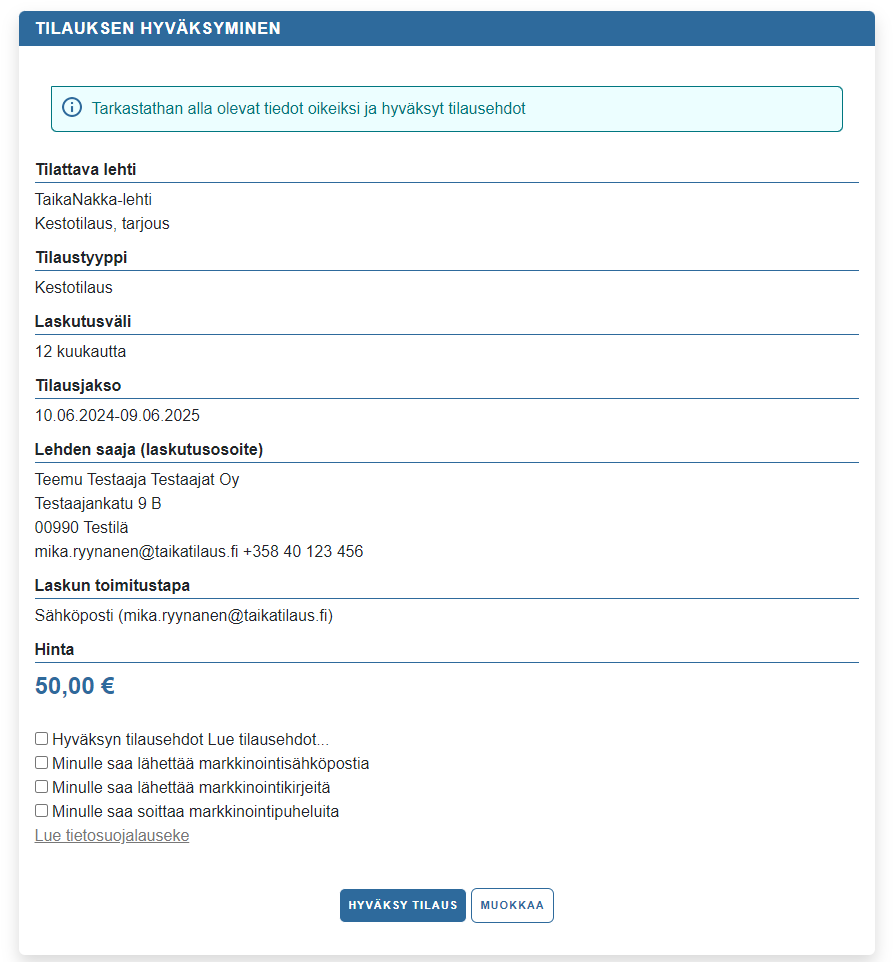 TILAUKSEN HYVÄKSYMINEN
Tarkastathan alla olevat tiedot oikeiksi ja hyväksyt tilausehdot
Tilattava lehti
TaikaNakka-lehti
Kestotilaus, tarjous
Tilaustyyppi
Kestotilaus
Laskutusväli
12 kuukautta
Tilausjakso
10.06.2024-09.06.2025
Lehden saaja (laskutusosoite)
Teemu Testaaja Testaajat Oy
Testaajankatu 9 B
00990 Testilä
mika.ryynanen@taikatilaus.fi +358 40 123 456
Laskun toimitustapa
Sähköposti (mika.ryynanen@taikatilaus.fi)
Hinta
50,00 €
Hyväksyn tilausehdot Lue tilausehdot...
Minulle saa lähettää markkinointisähköpostia
Minulle saa lähettää markkinointikirjeitä
Minulle saa soittaa markkinointipuheluita
Lue tietosuojalauseke
HYVÄKSY TILAUS MUOKKAA